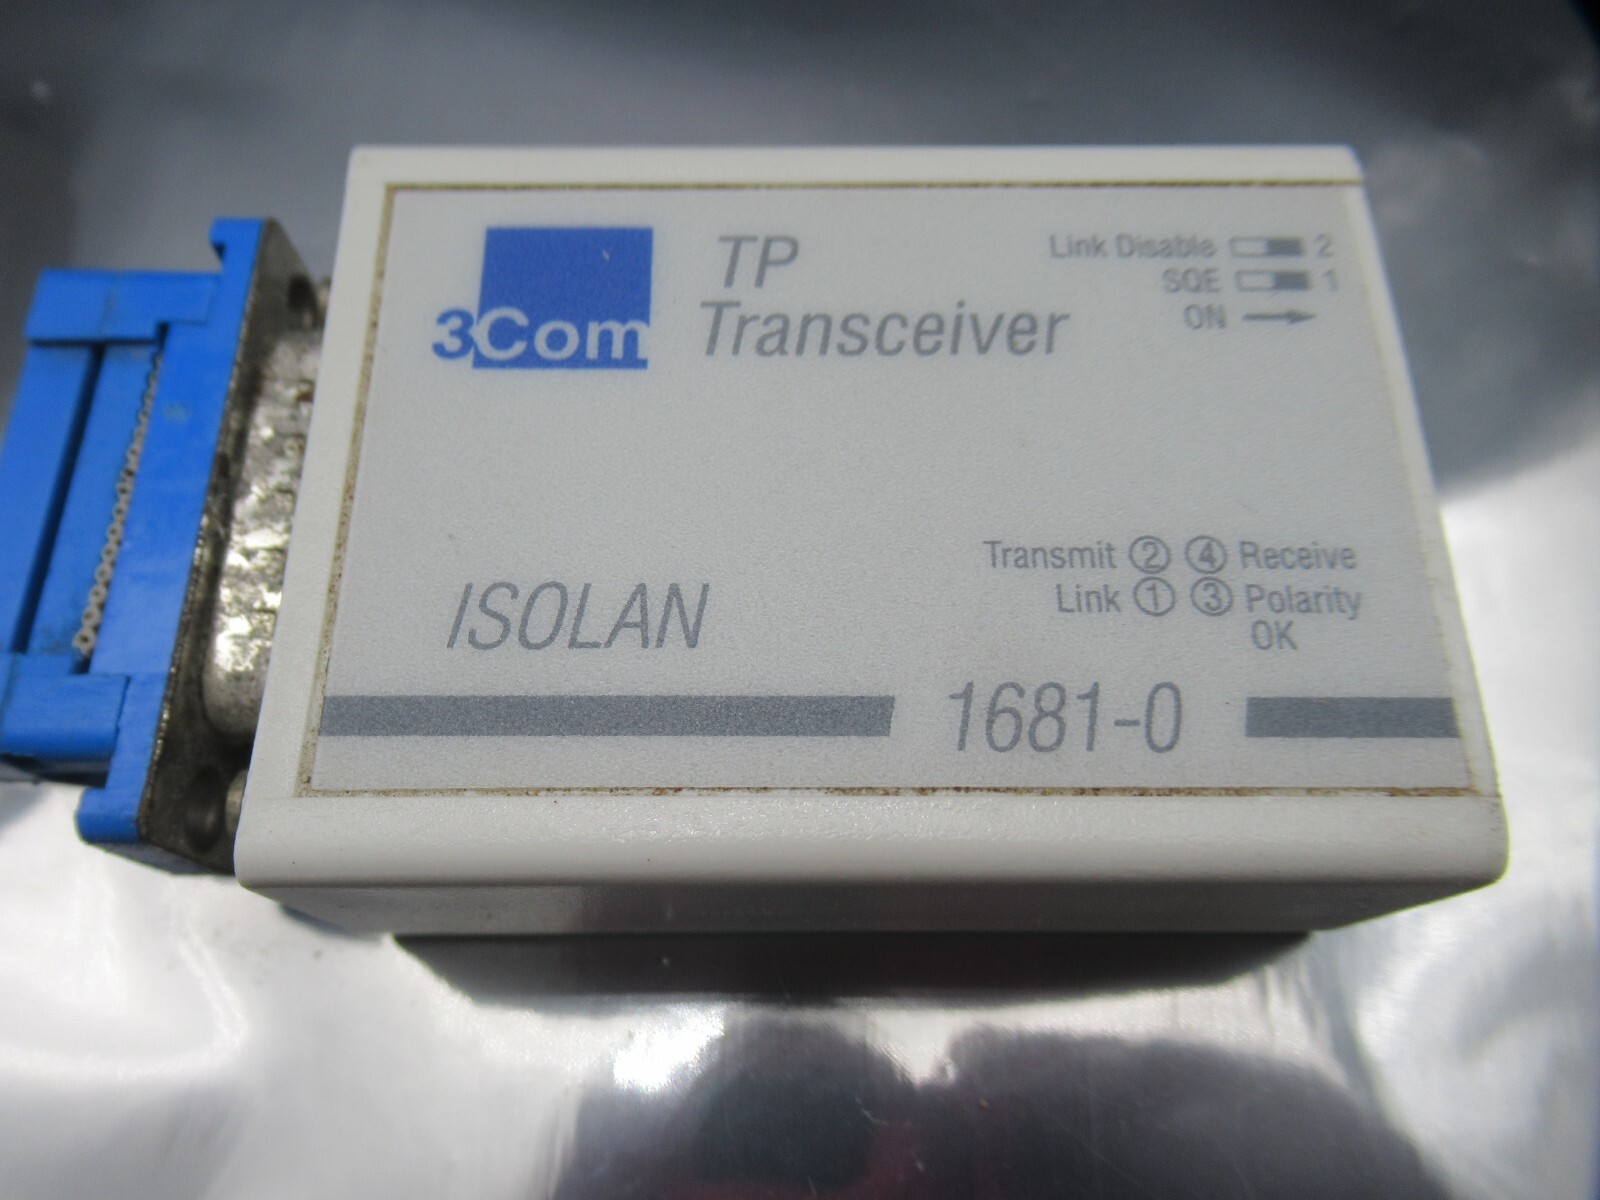 3Com
TP
Transceiver
Link Disable 2
SQE 1
ON
ISOLAN
Transmit 2 4 Receive
Link 1 3 Polarity
OK
1681-0